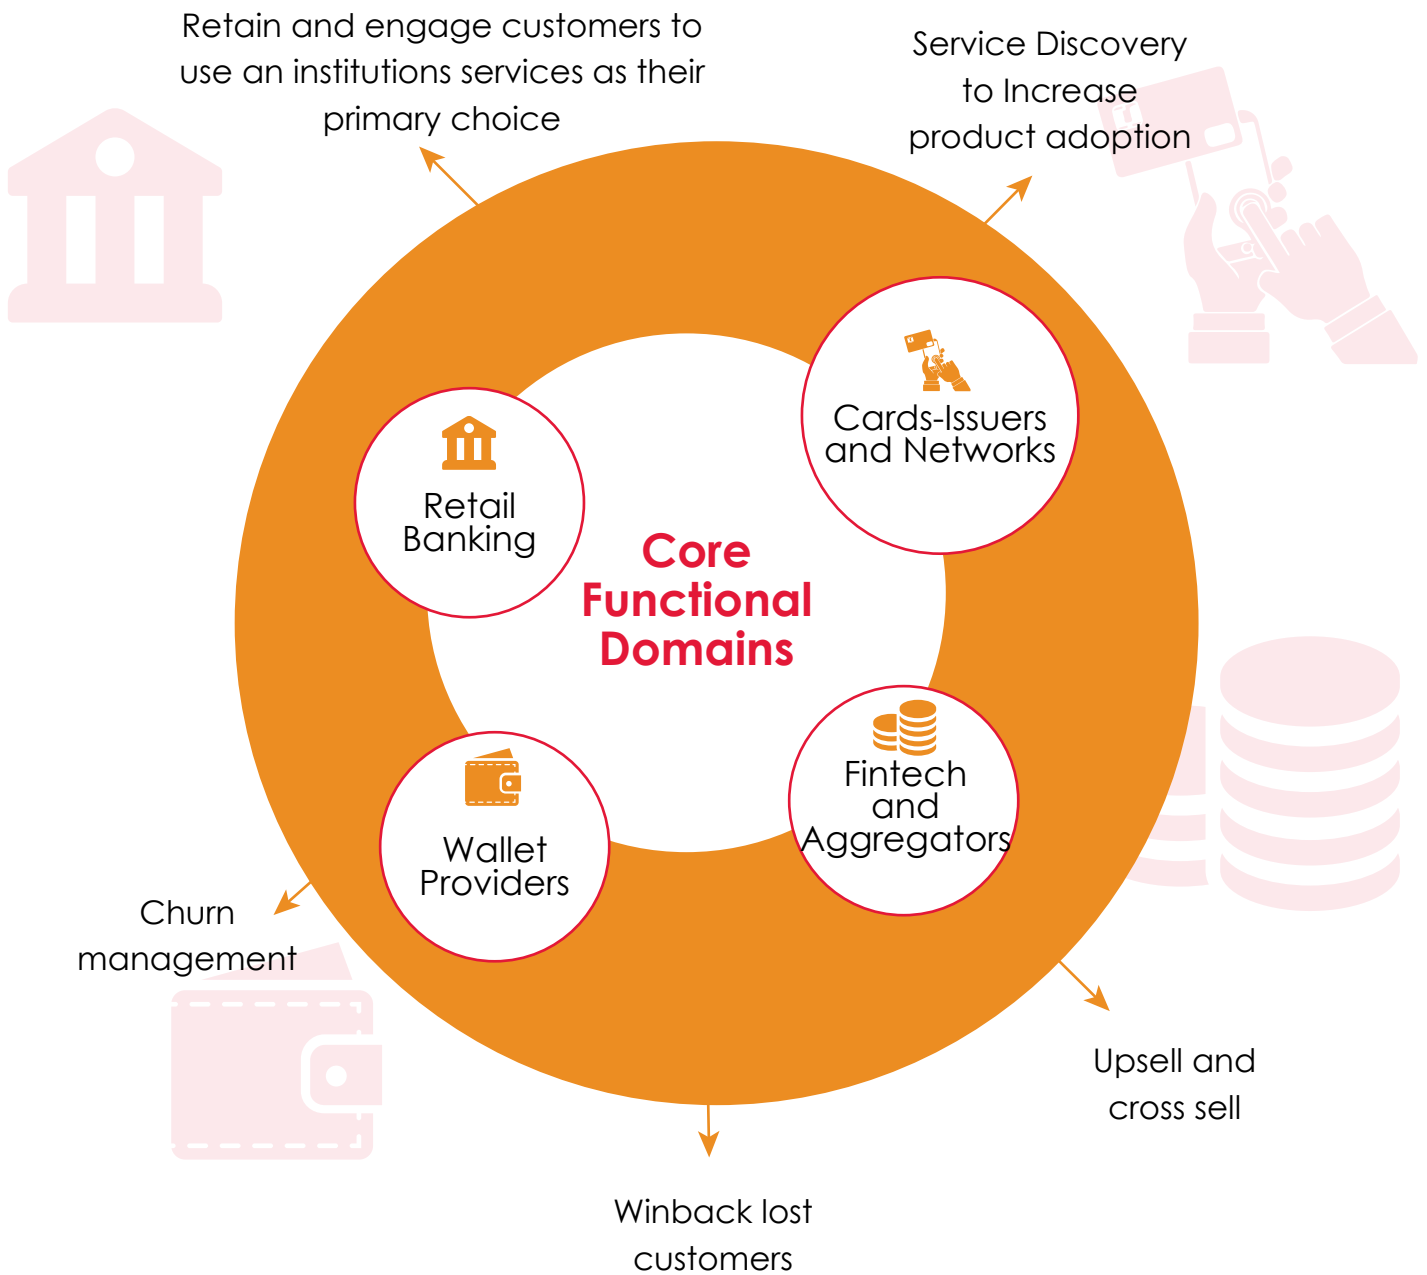 Retain and engage customers to
use an institutions services as their
primary choice
Service Discovery
to Increase
product adoption
Cards-Issuers
and Networks
Retail
Banking
Core
Functional
Domains
Fintech
and
Aggregators
Wallet
Providers
Churn
management
Upsell and
cross sell
Winback lost
customers